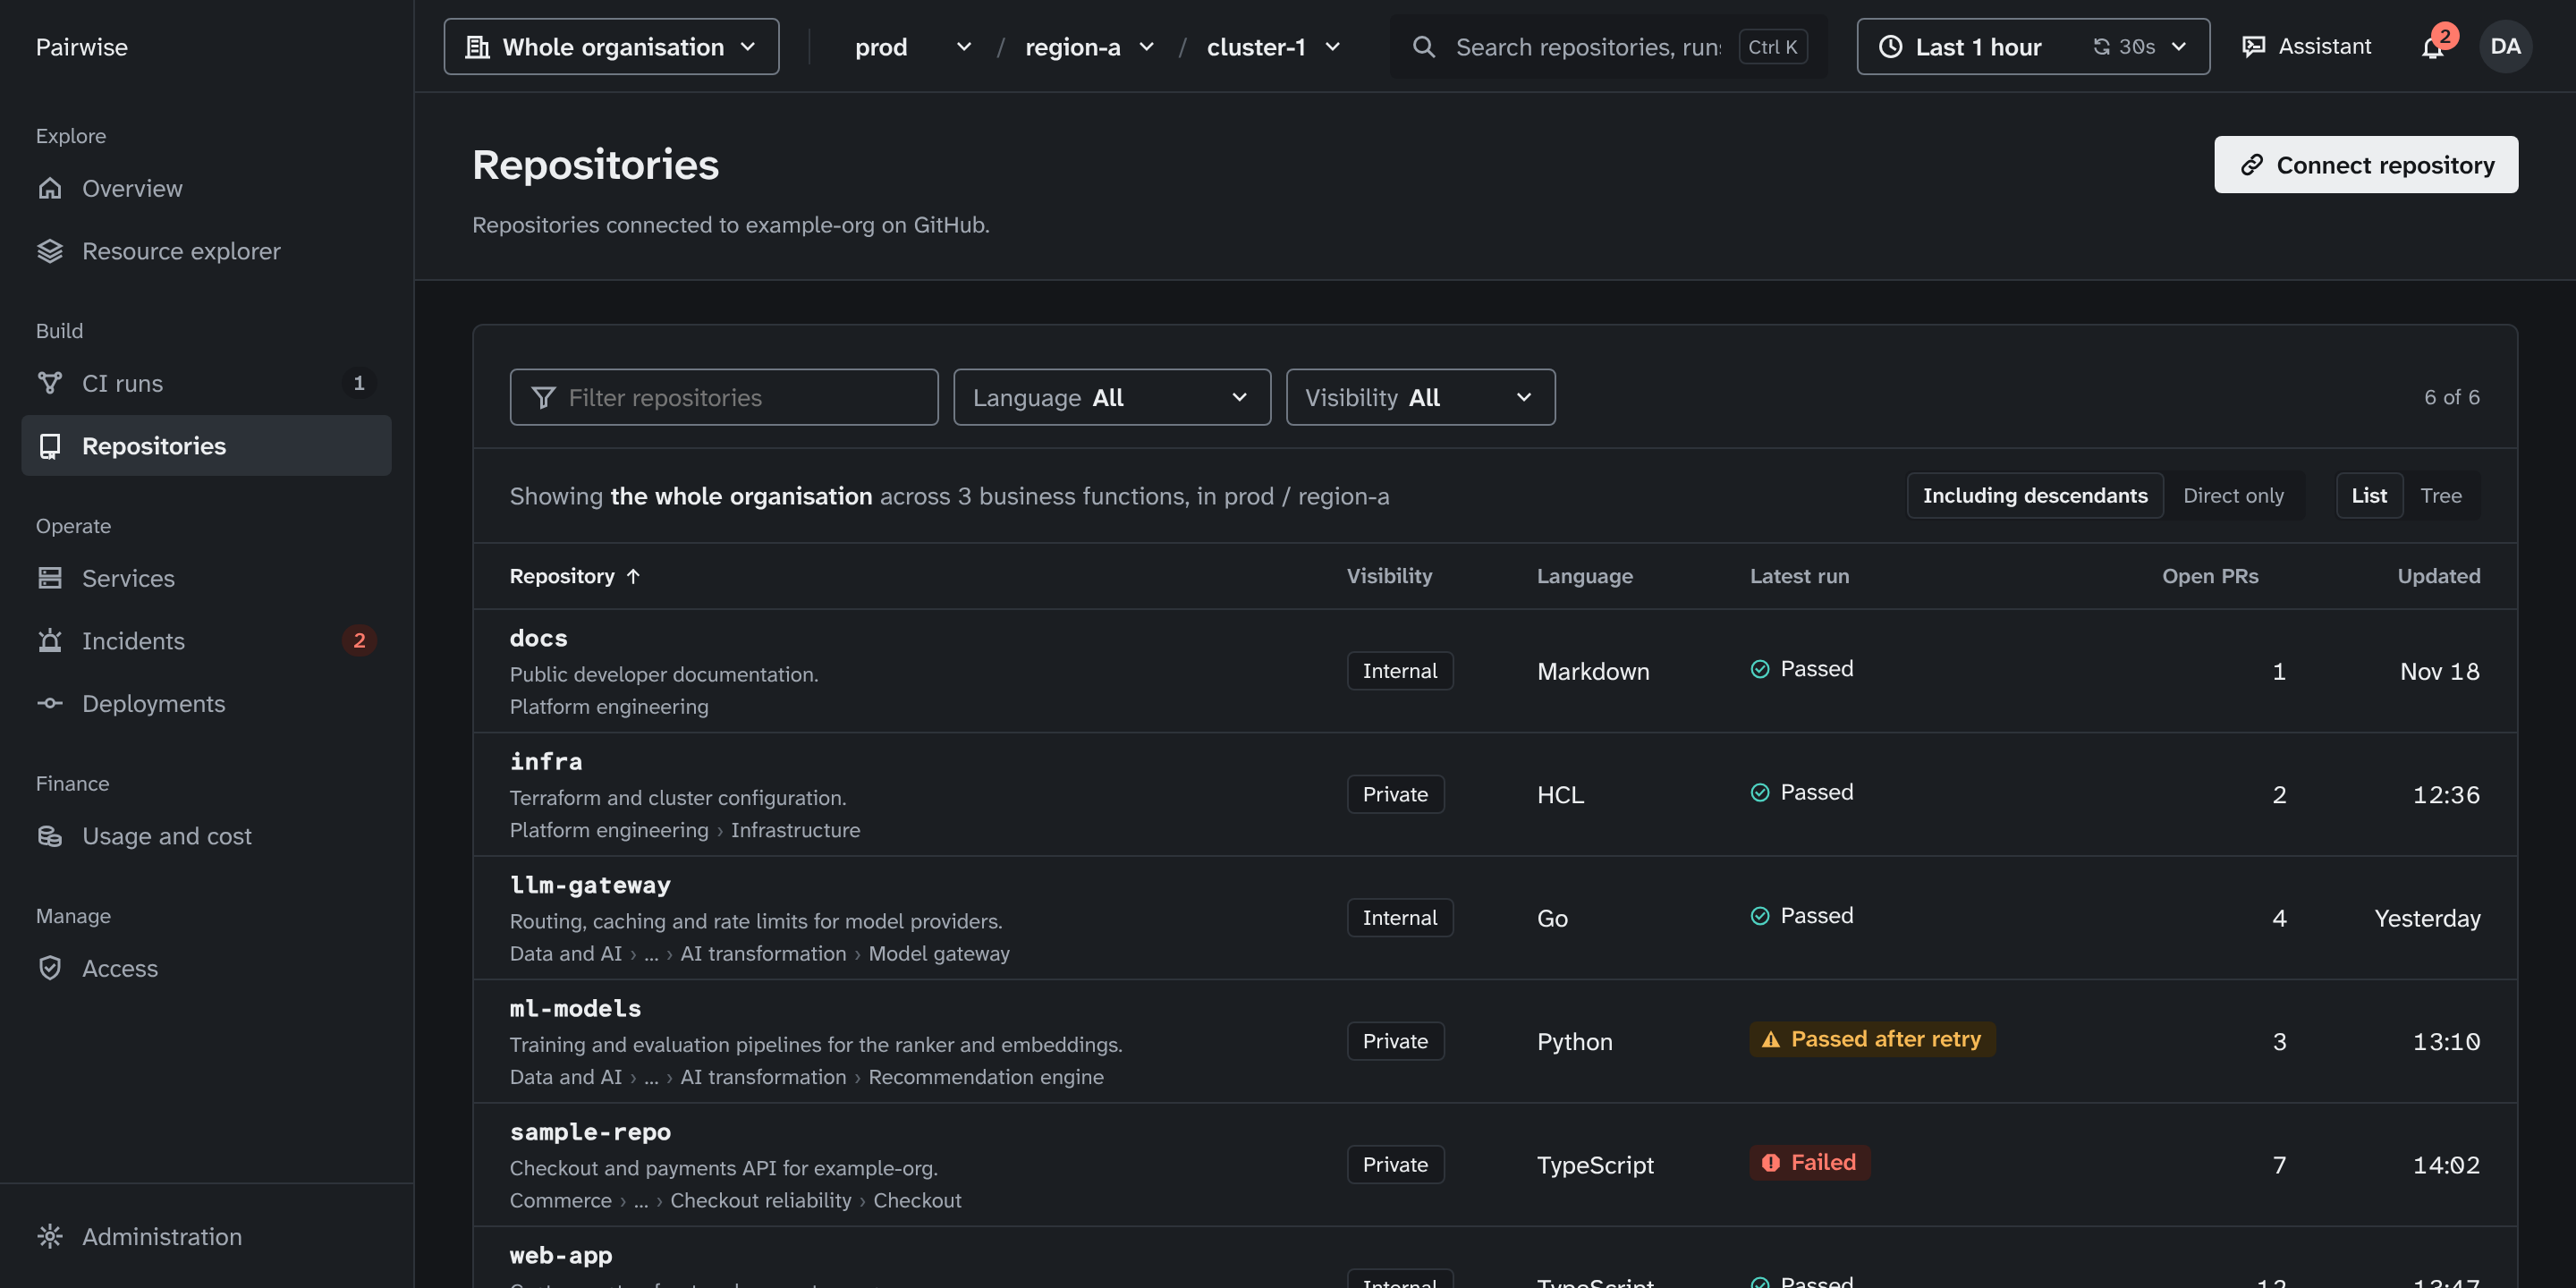 Pairwise
Explore
Overview
Resource explorer
Build
CI runs 1
Repositories
Operate
Services
Incidents 2
Deployments
Finance
Usage and cost
Manage
Access
Administration
Whole organisation prod / region-a / cluster-1 Search repositories, run Ctrl K Last 1 hour 30s Assistant 2 DA
Repositories
Connect repository
Repositories connected to example-org on GitHub.
Filter repositories Language All Visibility All 6 of 6
Showing the whole organisation across 3 business functions, in prod / region-a Including descendants Direct only List Tree
Repository ↑ Visibility Language Latest run Open PRs Updated
docs
Public developer documentation.
Platform engineering
Internal Markdown Passed 1 Nov 18
infra
Terraform and cluster configuration.
Platform engineering › Infrastructure
Private HCL Passed 2 12:36
llm-gateway
Routing, caching and rate limits for model providers.
Data and AI › ... › AI transformation › Model gateway
Internal Go Passed 4 Yesterday
ml-models
Training and evaluation pipelines for the ranker and embeddings.
Data and AI › ... › AI transformation › Recommendation engine
Private Python Passed after retry 3 13:10
sample-repo
Checkout and payments API for example-org.
Commerce › ... › Checkout reliability › Checkout
Private TypeScript Failed 7 14:02
web-app
Internal TypeScript Passed 12 13:47